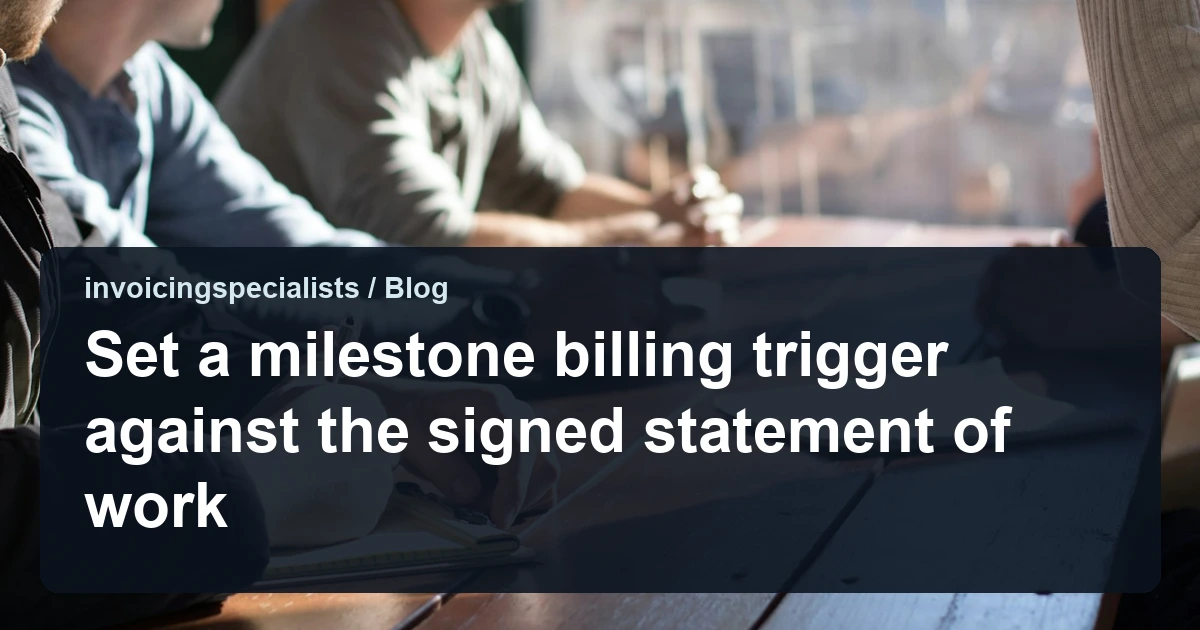 invoicingspecialists / Blog
Set a milestone billing trigger
against the signed statement of
work